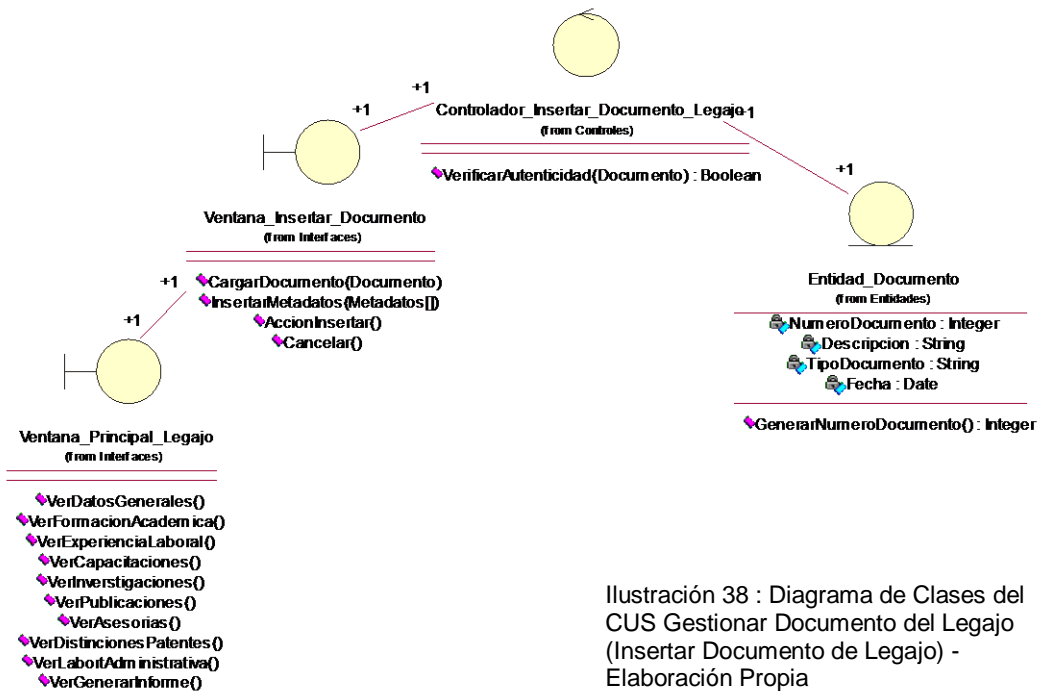 +1
+1
Controlador_Insertar_Documento_Legajo
+1
(from Controles)
VerificarAutenticidad(Documento) : Boolean
+1
Ventana_Insertar_Documento
(from Interfaces)
CargarDocumento(Documento)
InsertarMetadatos(Metadatos[])
AccionInsertar()
Cancelar()
+1
+1
Entidad_Documento
(from Entidades)
NumeroDocumento : Integer
Descripcion : String
TipoDocumento : String
Fecha : Date
GenerarNumeroDocumento() : Integer
Ventana_Principal_Legajo
(from Interfaces)
VerDatosGenerales()
VerFormacionAcademica()
VerExperienciaLaboral()
VerCapacitaciones()
VerInverstigaciones()
VerPublicaciones()
VerAsesorias()
VerDistincionesPatentes()
VerLabortAdministrativa()
VerGenerarInforme()
Ilustración 38 : Diagrama de Clases del
CUS Gestionar Documento del Legajo
(Insertar Documento de Legajo) -
Elaboración Propia